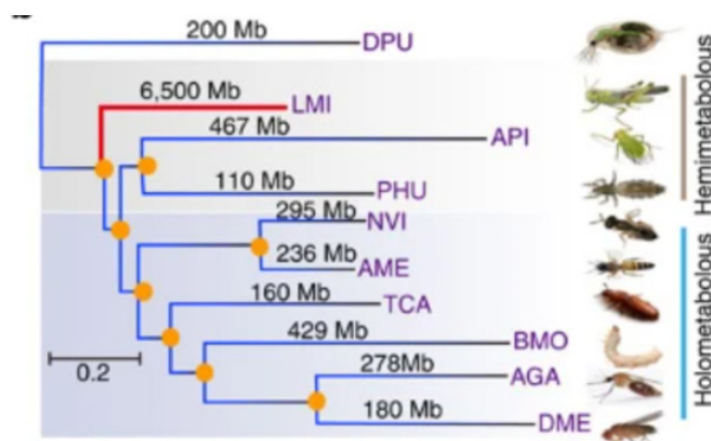 200 Mb DPU
6,500 Mb LMI
467 Mb API
110 Mb PHU
295 Mb NVI
236 Mb AME
160 Mb TCA
429 Mb BMO
278Mb AGA
180 Mb DME
0.2
Hemimetabolous
Holometabolous